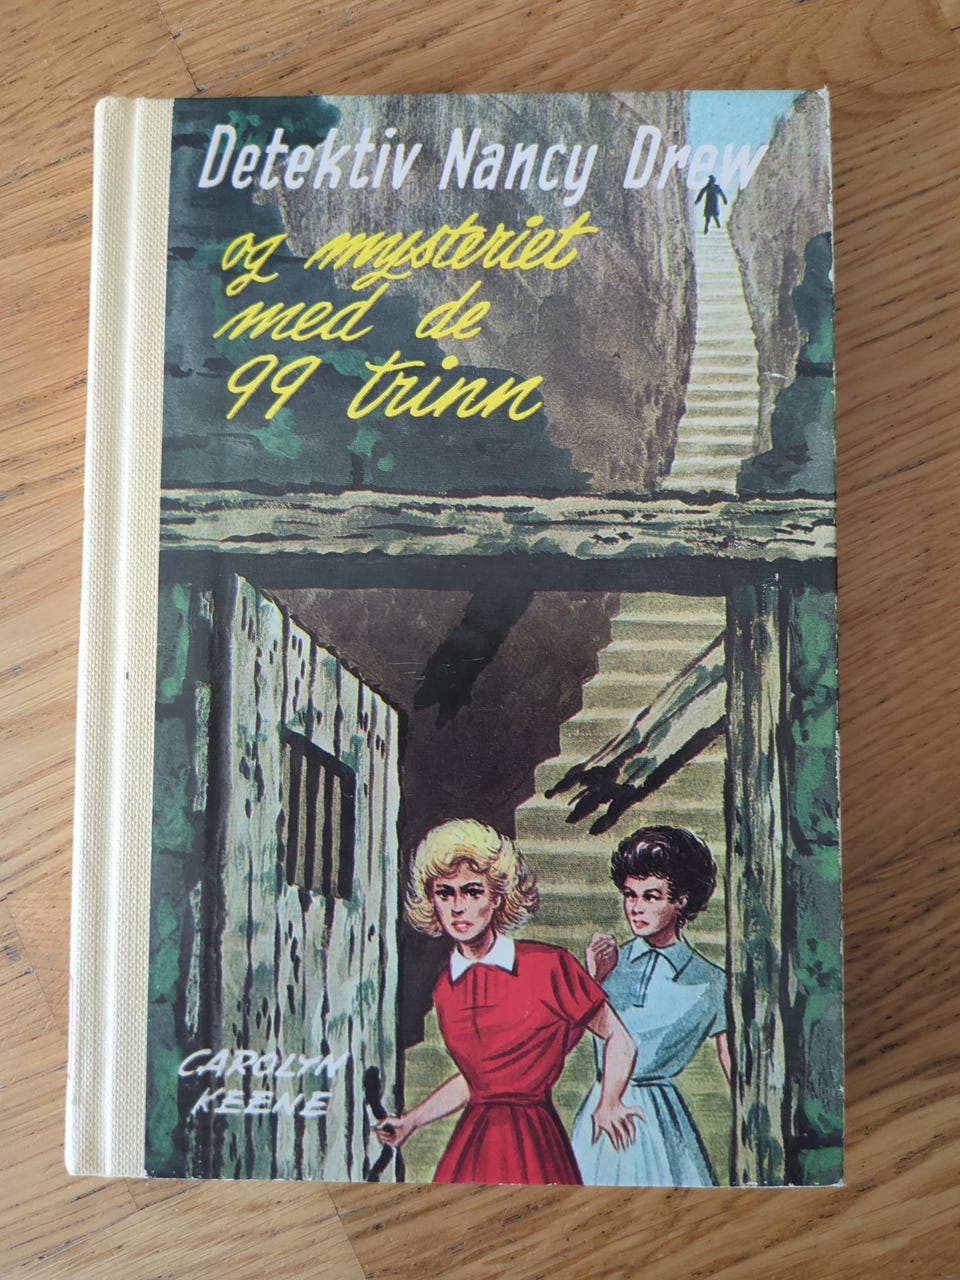 Detektiv Nancy Drew
og mysteriet
med de
99 trinn
CAROLYN
KEENE